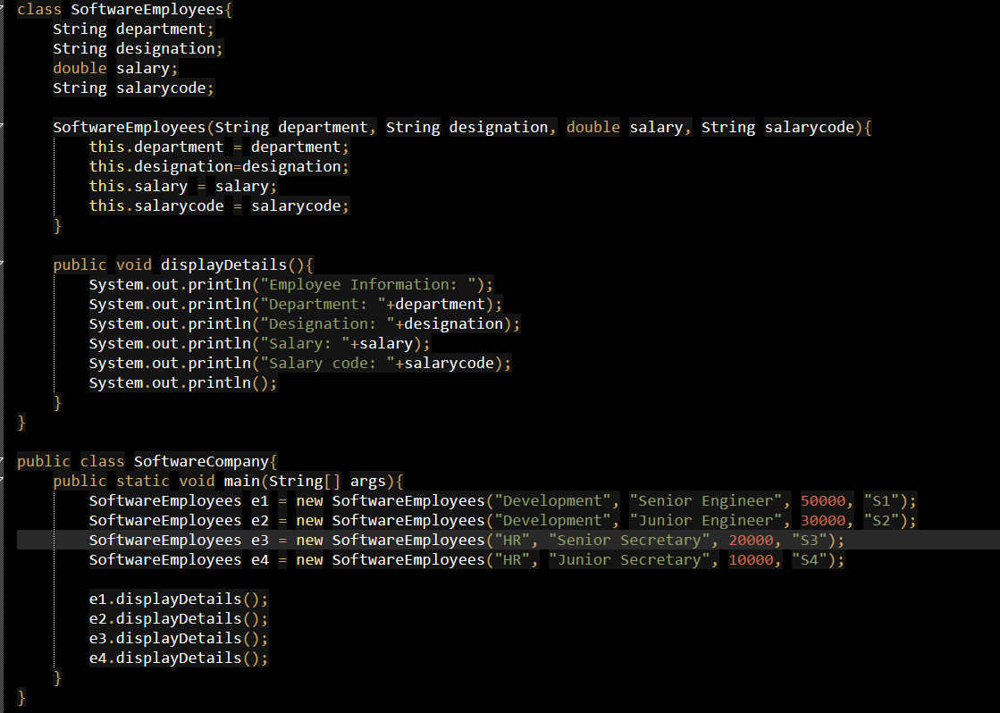 class SoftwareEmployees{
    String department;
    String designation;
    double salary;
    String salarycode;

    SoftwareEmployees(String department, String designation, double salary, String salarycode){
        this.department = department;
        this.designation=designation;
        this.salary = salary;
        this.salarycode = salarycode;
    }

    public void displayDetails(){
        System.out.println("Employee Information: ");
        System.out.println("Department: "+department);
        System.out.println("Designation: "+designation);
        System.out.println("Salary: "+salary);
        System.out.println("Salary code: "+salarycode);
        System.out.println();
    }
}

public class SoftwareCompany{
    public static void main(String[] args){
        SoftwareEmployees e1 = new SoftwareEmployees("Development", "Senior Engineer", 50000, "S1");
        SoftwareEmployees e2 = new SoftwareEmployees("Development", "Junior Engineer", 30000, "S2");
        SoftwareEmployees e3 = new SoftwareEmployees("HR", "Senior Secretary", 20000, "S3");
        SoftwareEmployees e4 = new SoftwareEmployees("HR", "Junior Secretary", 10000, "S4");

        e1.displayDetails();
        e2.displayDetails();
        e3.displayDetails();
        e4.displayDetails();
    }
}